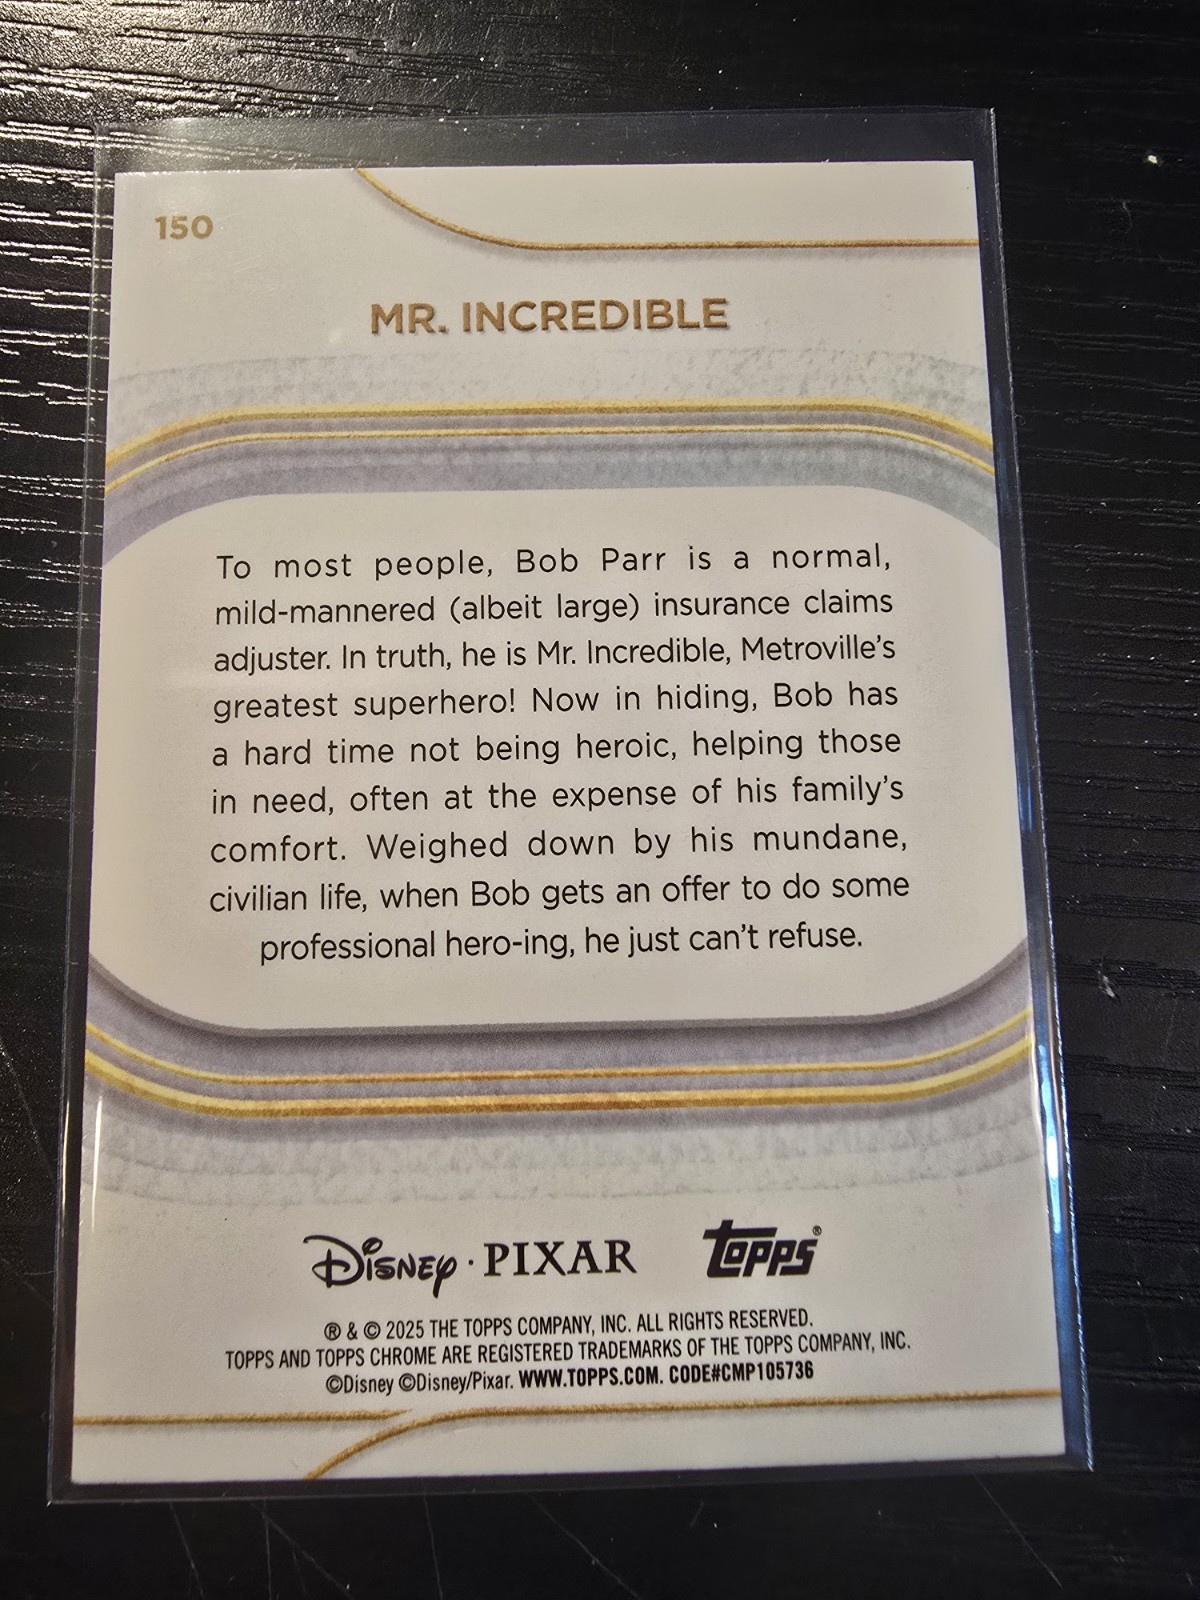 150
MR. INCREDIBLE
To most people, Bob Parr is a normal,
mild-mannered (albeit large) insurance claims
adjuster. In truth, he is Mr. Incredible, Metroville's
greatest superhero! Now in hiding, Bob has
a hard time not being heroic, helping those
in need, often at the expense of his family's
comfort. Weighed down by his mundane,
civilian life, when Bob gets an offer to do some
professional hero-ing, he just can't refuse.
Disney · PIXAR topps®
® & © 2025 THE TOPPS COMPANY, INC. ALL RIGHTS RESERVED.
TOPPS AND TOPPS CHROME ARE REGISTERED TRADEMARKS OF THE TOPPS COMPANY, INC.
©Disney ©Disney/Pixar. WWW.TOPPS.COM. CODE#CMP105736